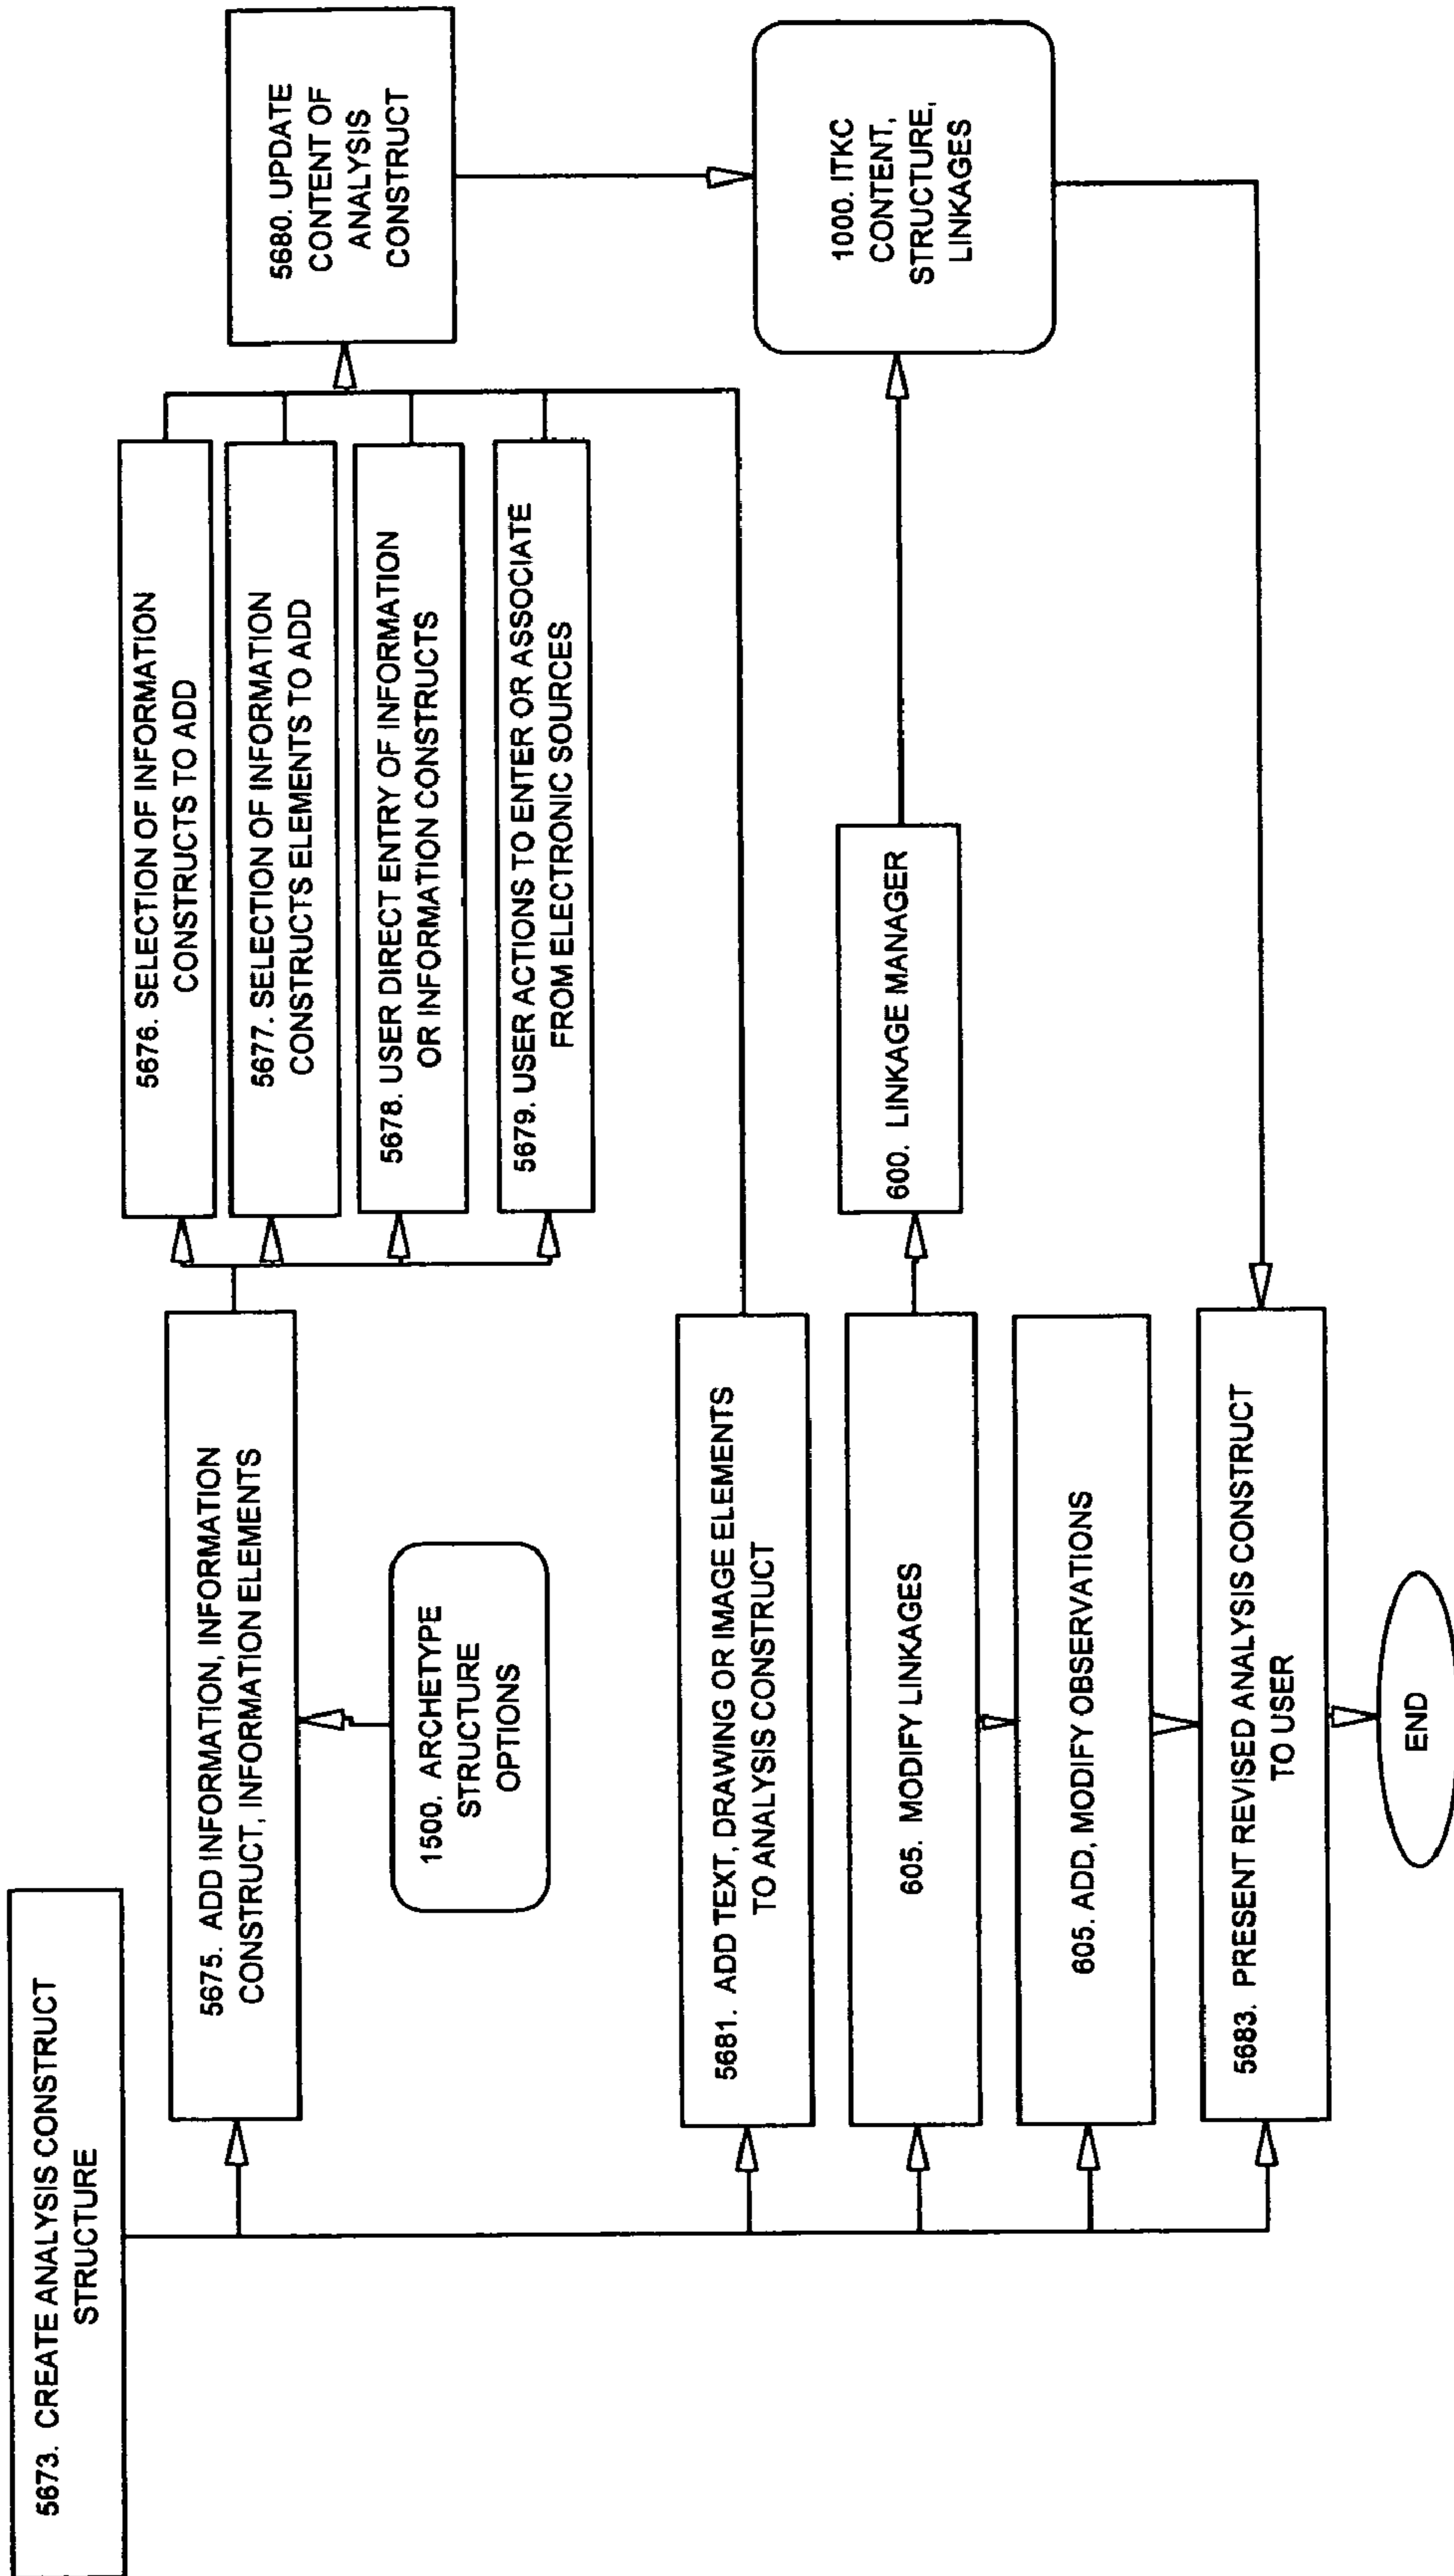 5673. CREATE ANALYSIS CONSTRUCT
STRUCTURE
5675. ADD INFORMATION, INFORMATION
CONSTRUCT, INFORMATION ELEMENTS
1500. ARCHETYPE
STRUCTURE
OPTIONS
5676. SELECTION OF INFORMATION
CONSTRUCTS TO ADD
5677. SELECTION OF INFORMATION
CONSTRUCTS ELEMENTS TO ADD
5678. USER DIRECT ENTRY OF INFORMATION
OR INFORMATION CONSTRUCTS
5679. USER ACTIONS TO ENTER OR ASSOCIATE
FROM ELECTRONIC SOURCES
5680. UPDATE
CONTENT OF
ANALYSIS
CONSTRUCT
5681. ADD TEXT, DRAWING OR IMAGE ELEMENTS
TO ANALYSIS CONSTRUCT
605. MODIFY LINKAGES
600. LINKAGE MANAGER
1000. ITKC
CONTENT,
STRUCTURE,
LINKAGES
605. ADD, MODIFY OBSERVATIONS
5683. PRESENT REVISED ANALYSIS CONSTRUCT
TO USER
END